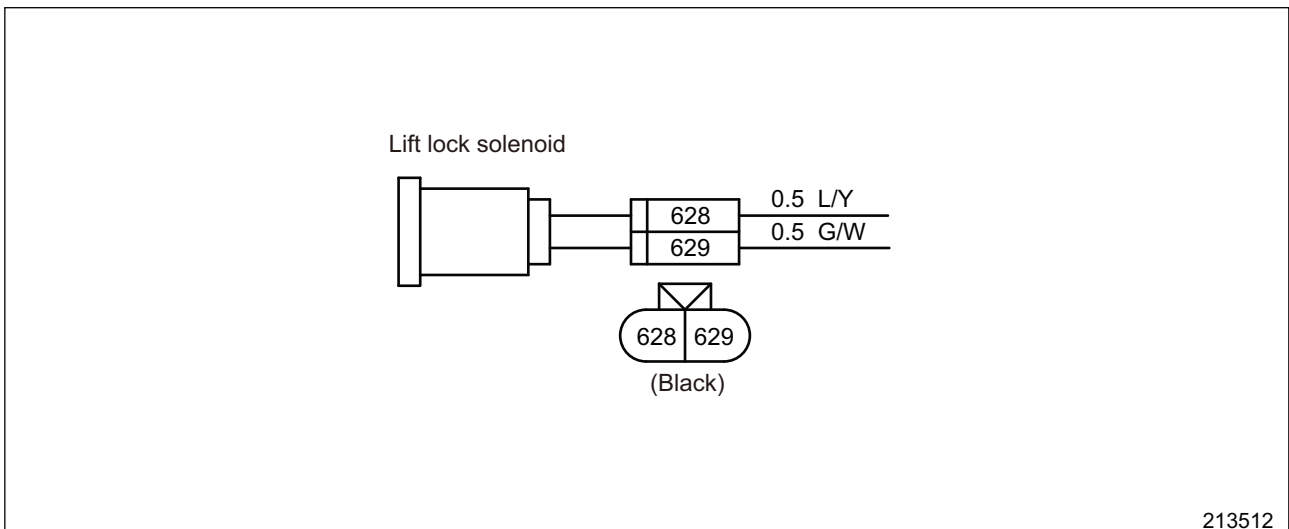 Lift lock solenoid
628 0.5 L/Y
629 0.5 G/W
628 629
(Black)
213512